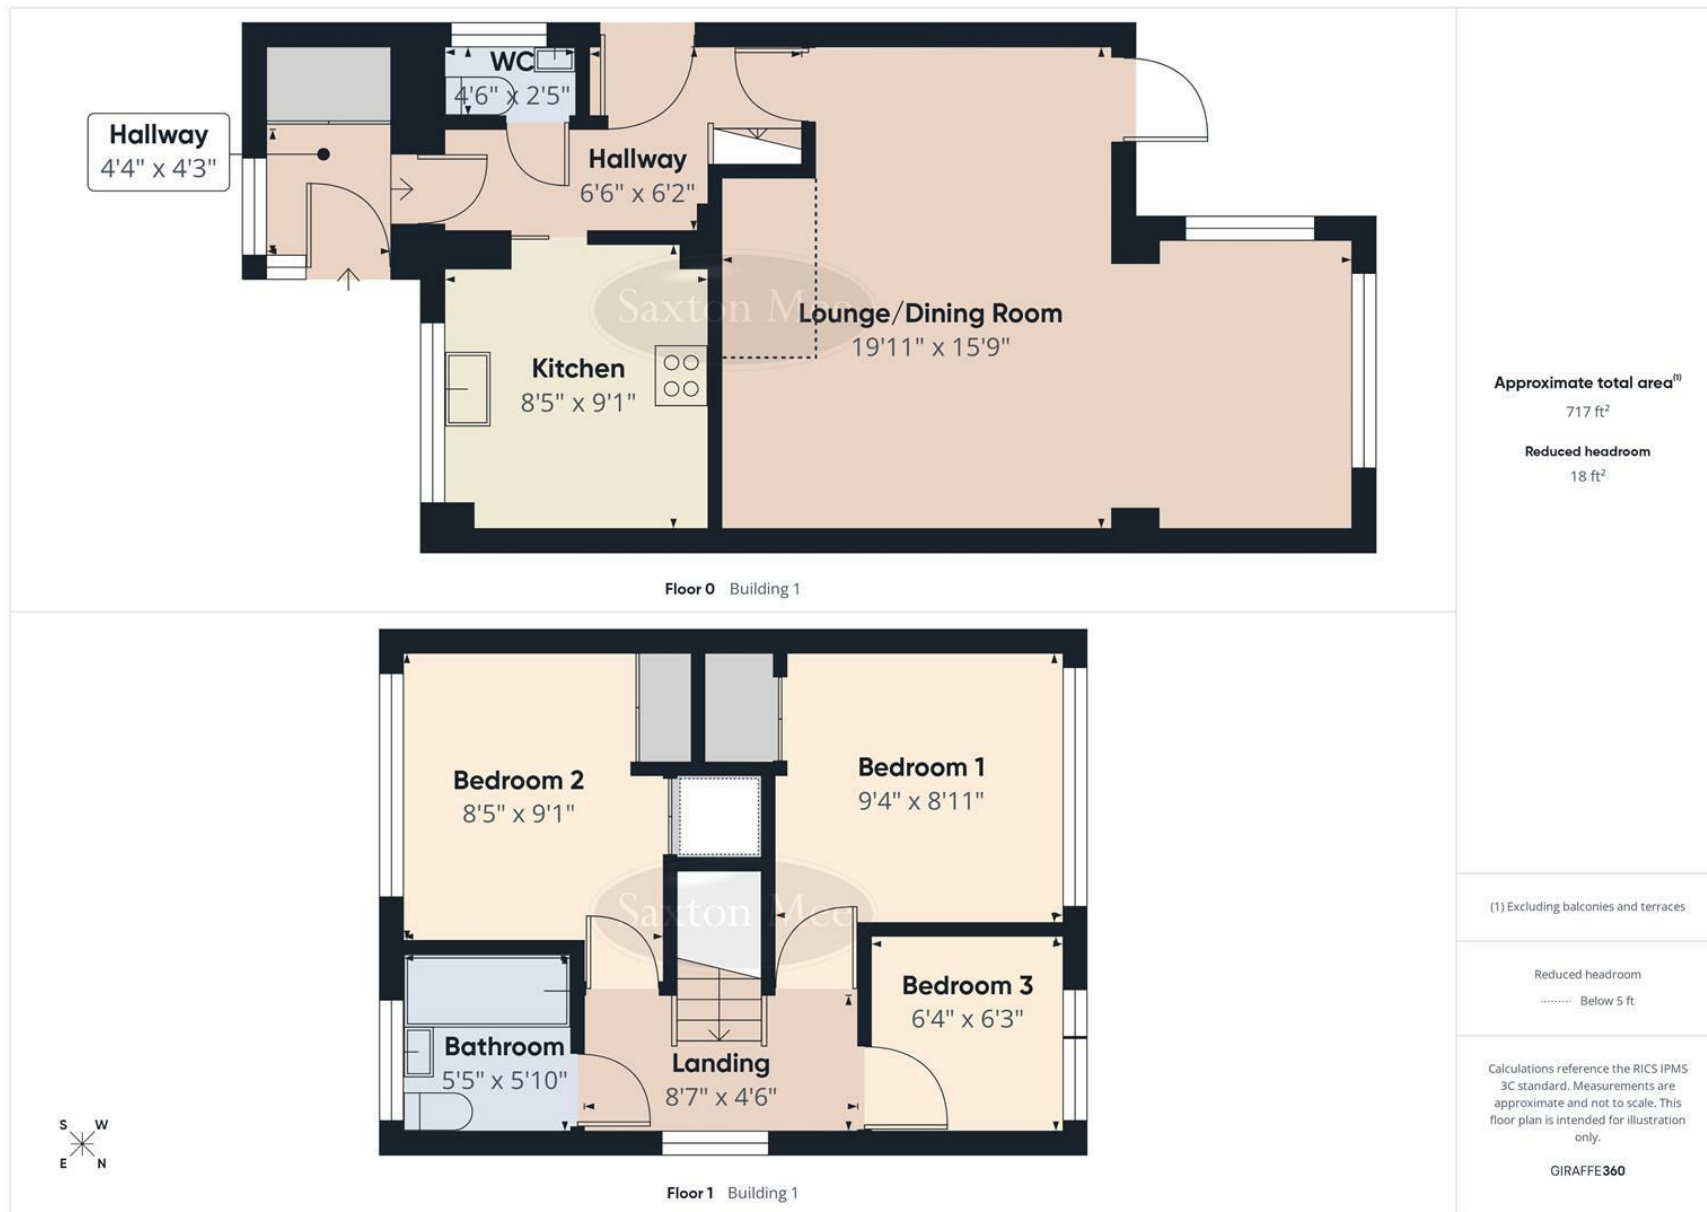 WC
4'6" x 2'5"
Hallway
4'4" x 4'3"
Hallway
6'6" x 6'2"
Saxton Mee
Lounge/Dining Room
19'11" x 15'9"
Kitchen
8'5" x 9'1"
Floor 0 Building 1
Approximate total area(1)
717 ft²
Reduced headroom
18 ft²
Bedroom 2
8'5" x 9'1"
Bedroom 1
9'4" x 8'11"
Saxton Mee
Bedroom 3
6'4" x 6'3"
Bathroom
5'5" x 5'10"
Landing
8'7" x 4'6"
S W
E N
Floor 1 Building 1
(1) Excluding balconies and terraces
Reduced headroom
Below 5 ft
Calculations reference the RICS IPMS
3C standard. Measurements are
approximate and not to scale. This
floor plan is intended for illustration
only.
GIRAFFE360